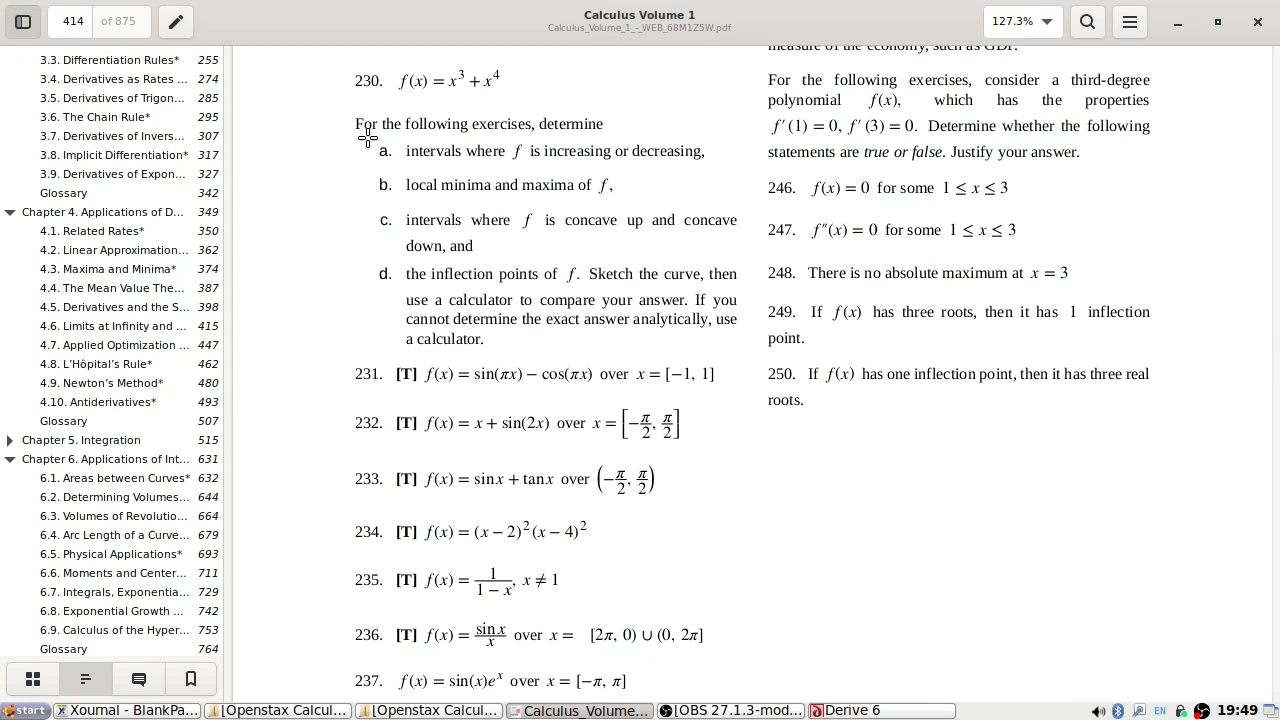 414
of 875
Calculus Volume 1
Calculus_Volume_1_-_WEB_68M1Z5W.pdf
127.3%
3.3. Differentiation Rules* 255
3.4. Derivatives as Rates ... 274
3.5. Derivatives of Trigon... 285
3.6. The Chain Rule* 295
3.7. Derivatives of Invers... 307
3.8. Implicit Differentiation* 317
3.9. Derivatives of Expon... 327
Glossary 342
Chapter 4. Applications of D... 349
4.1. Related Rates* 350
4.2. Linear Approximation... 362
4.3. Maxima and Minima* 374
4.4. The Mean Value The... 387
4.5. Derivatives and the S... 398
4.6. Limits at Infinity and ... 415
4.7. Applied Optimization ... 447
4.8. L'Hôpital's Rule* 462
4.9. Newton's Method* 480
4.10. Antiderivatives* 493
Glossary 507
Chapter 5. Integration 515
Chapter 6. Applications of Int... 631
6.1. Areas between Curves* 632
6.2. Determining Volumes... 644
6.3. Volumes of Revolutio... 664
6.4. Arc Length of a Curve... 679
6.5. Physical Applications* 693
6.6. Moments and Center... 711
6.7. Integrals, Exponentia... 729
6.8. Exponential Growth ... 742
6.9. Calculus of the Hyper... 753
Glossary 764
230. f(x) = x³ + x⁴
For the following exercises, determine
a. intervals where f is increasing or decreasing,
b. local minima and maxima of f,
c. intervals where f is concave up and concave
down, and
d. the inflection points of f. Sketch the curve, then
use a calculator to compare your answer. If you
cannot determine the exact answer analytically, use
a calculator.
231. [T] f(x) = sin(πx) − cos(πx) over x = [−1, 1]
232. [T] f(x) = x + sin(2x) over x = [−π/2, π/2]
233. [T] f(x) = sin x + tan x over (−π/2, π/2)
234. [T] f(x) = (x − 2)² (x − 4)²
235. [T] f(x) = 1/(1 − x), x ≠ 1
236. [T] f(x) = sin x/x over x = [2π, 0) ∪ (0, 2π]
237. f(x) = sin(x)eˣ over x = [−π, π]
measure of the economy, such as GDP.
For the following exercises, consider a third-degree
polynomial f(x), which has the properties
f′(1) = 0, f′(3) = 0. Determine whether the following
statements are true or false. Justify your answer.
246. f(x) = 0 for some 1 ≤ x ≤ 3
247. f″(x) = 0 for some 1 ≤ x ≤ 3
248. There is no absolute maximum at x = 3
249. If f(x) has three roots, then it has 1 inflection
point.
250. If f(x) has one inflection point, then it has three real
roots.
start
Xournal - BlankPa...
[Openstax Calcul...
[Openstax Calcul...
Calculus_Volume...
[OBS 27.1.3-mod...
Derive 6
EN
19:49